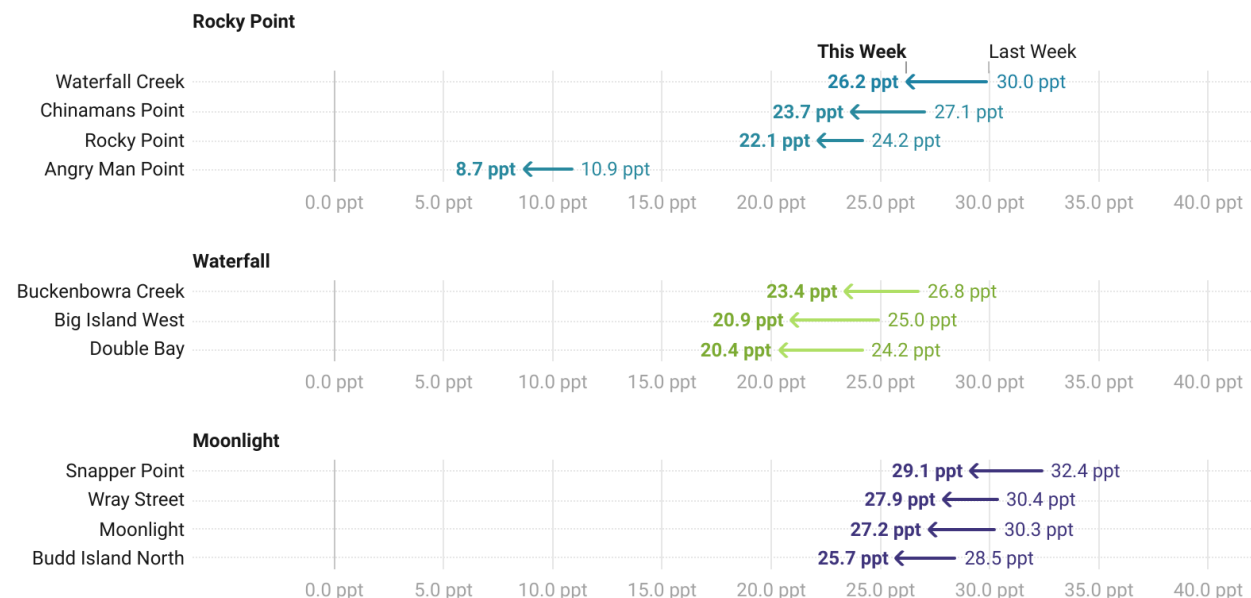 Rocky Point
This Week Last Week
Waterfall Creek 26.2 ppt 30.0 ppt
Chinamans Point 23.7 ppt 27.1 ppt
Rocky Point 22.1 ppt 24.2 ppt
Angry Man Point 8.7 ppt 10.9 ppt
0.0 ppt 5.0 ppt 10.0 ppt 15.0 ppt 20.0 ppt 25.0 ppt 30.0 ppt 35.0 ppt 40.0 ppt
Waterfall
Buckenbowra Creek 23.4 ppt 26.8 ppt
Big Island West 20.9 ppt 25.0 ppt
Double Bay 20.4 ppt 24.2 ppt
0.0 ppt 5.0 ppt 10.0 ppt 15.0 ppt 20.0 ppt 25.0 ppt 30.0 ppt 35.0 ppt 40.0 ppt
Moonlight
Snapper Point 29.1 ppt 32.4 ppt
Wray Street 27.9 ppt 30.4 ppt
Moonlight 27.2 ppt 30.3 ppt
Budd Island North 25.7 ppt 28.5 ppt
0.0 ppt 5.0 ppt 10.0 ppt 15.0 ppt 20.0 ppt 25.0 ppt 30.0 ppt 35.0 ppt 40.0 ppt